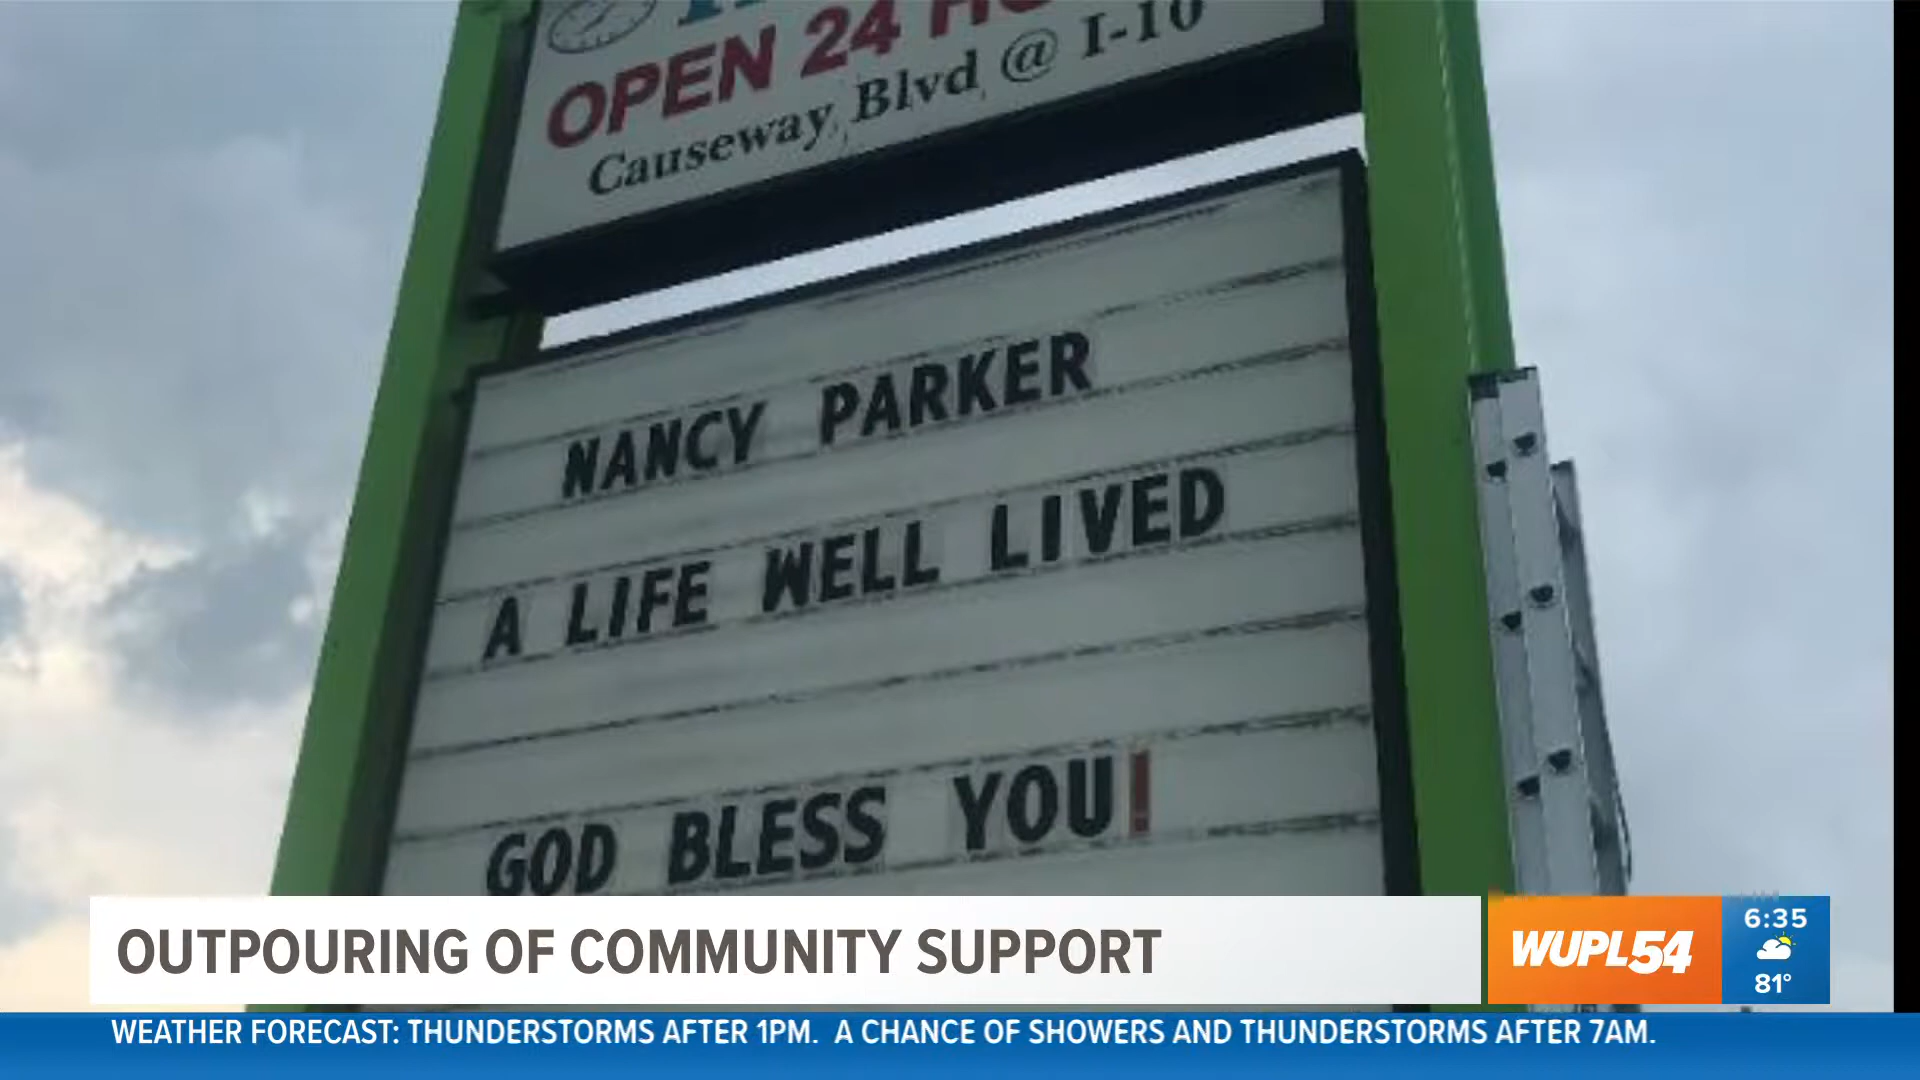 OPEN 24
Causeway Blvd @ I-10
NANCY PARKER
A LIFE WELL LIVED
GOD BLESS YOU!
OUTPOURING OF COMMUNITY SUPPORT
WUPL54
6:35
81°
WEATHER FORECAST: THUNDERSTORMS AFTER 1PM. A CHANCE OF SHOWERS AND THUNDERSTORMS AFTER 7AM.